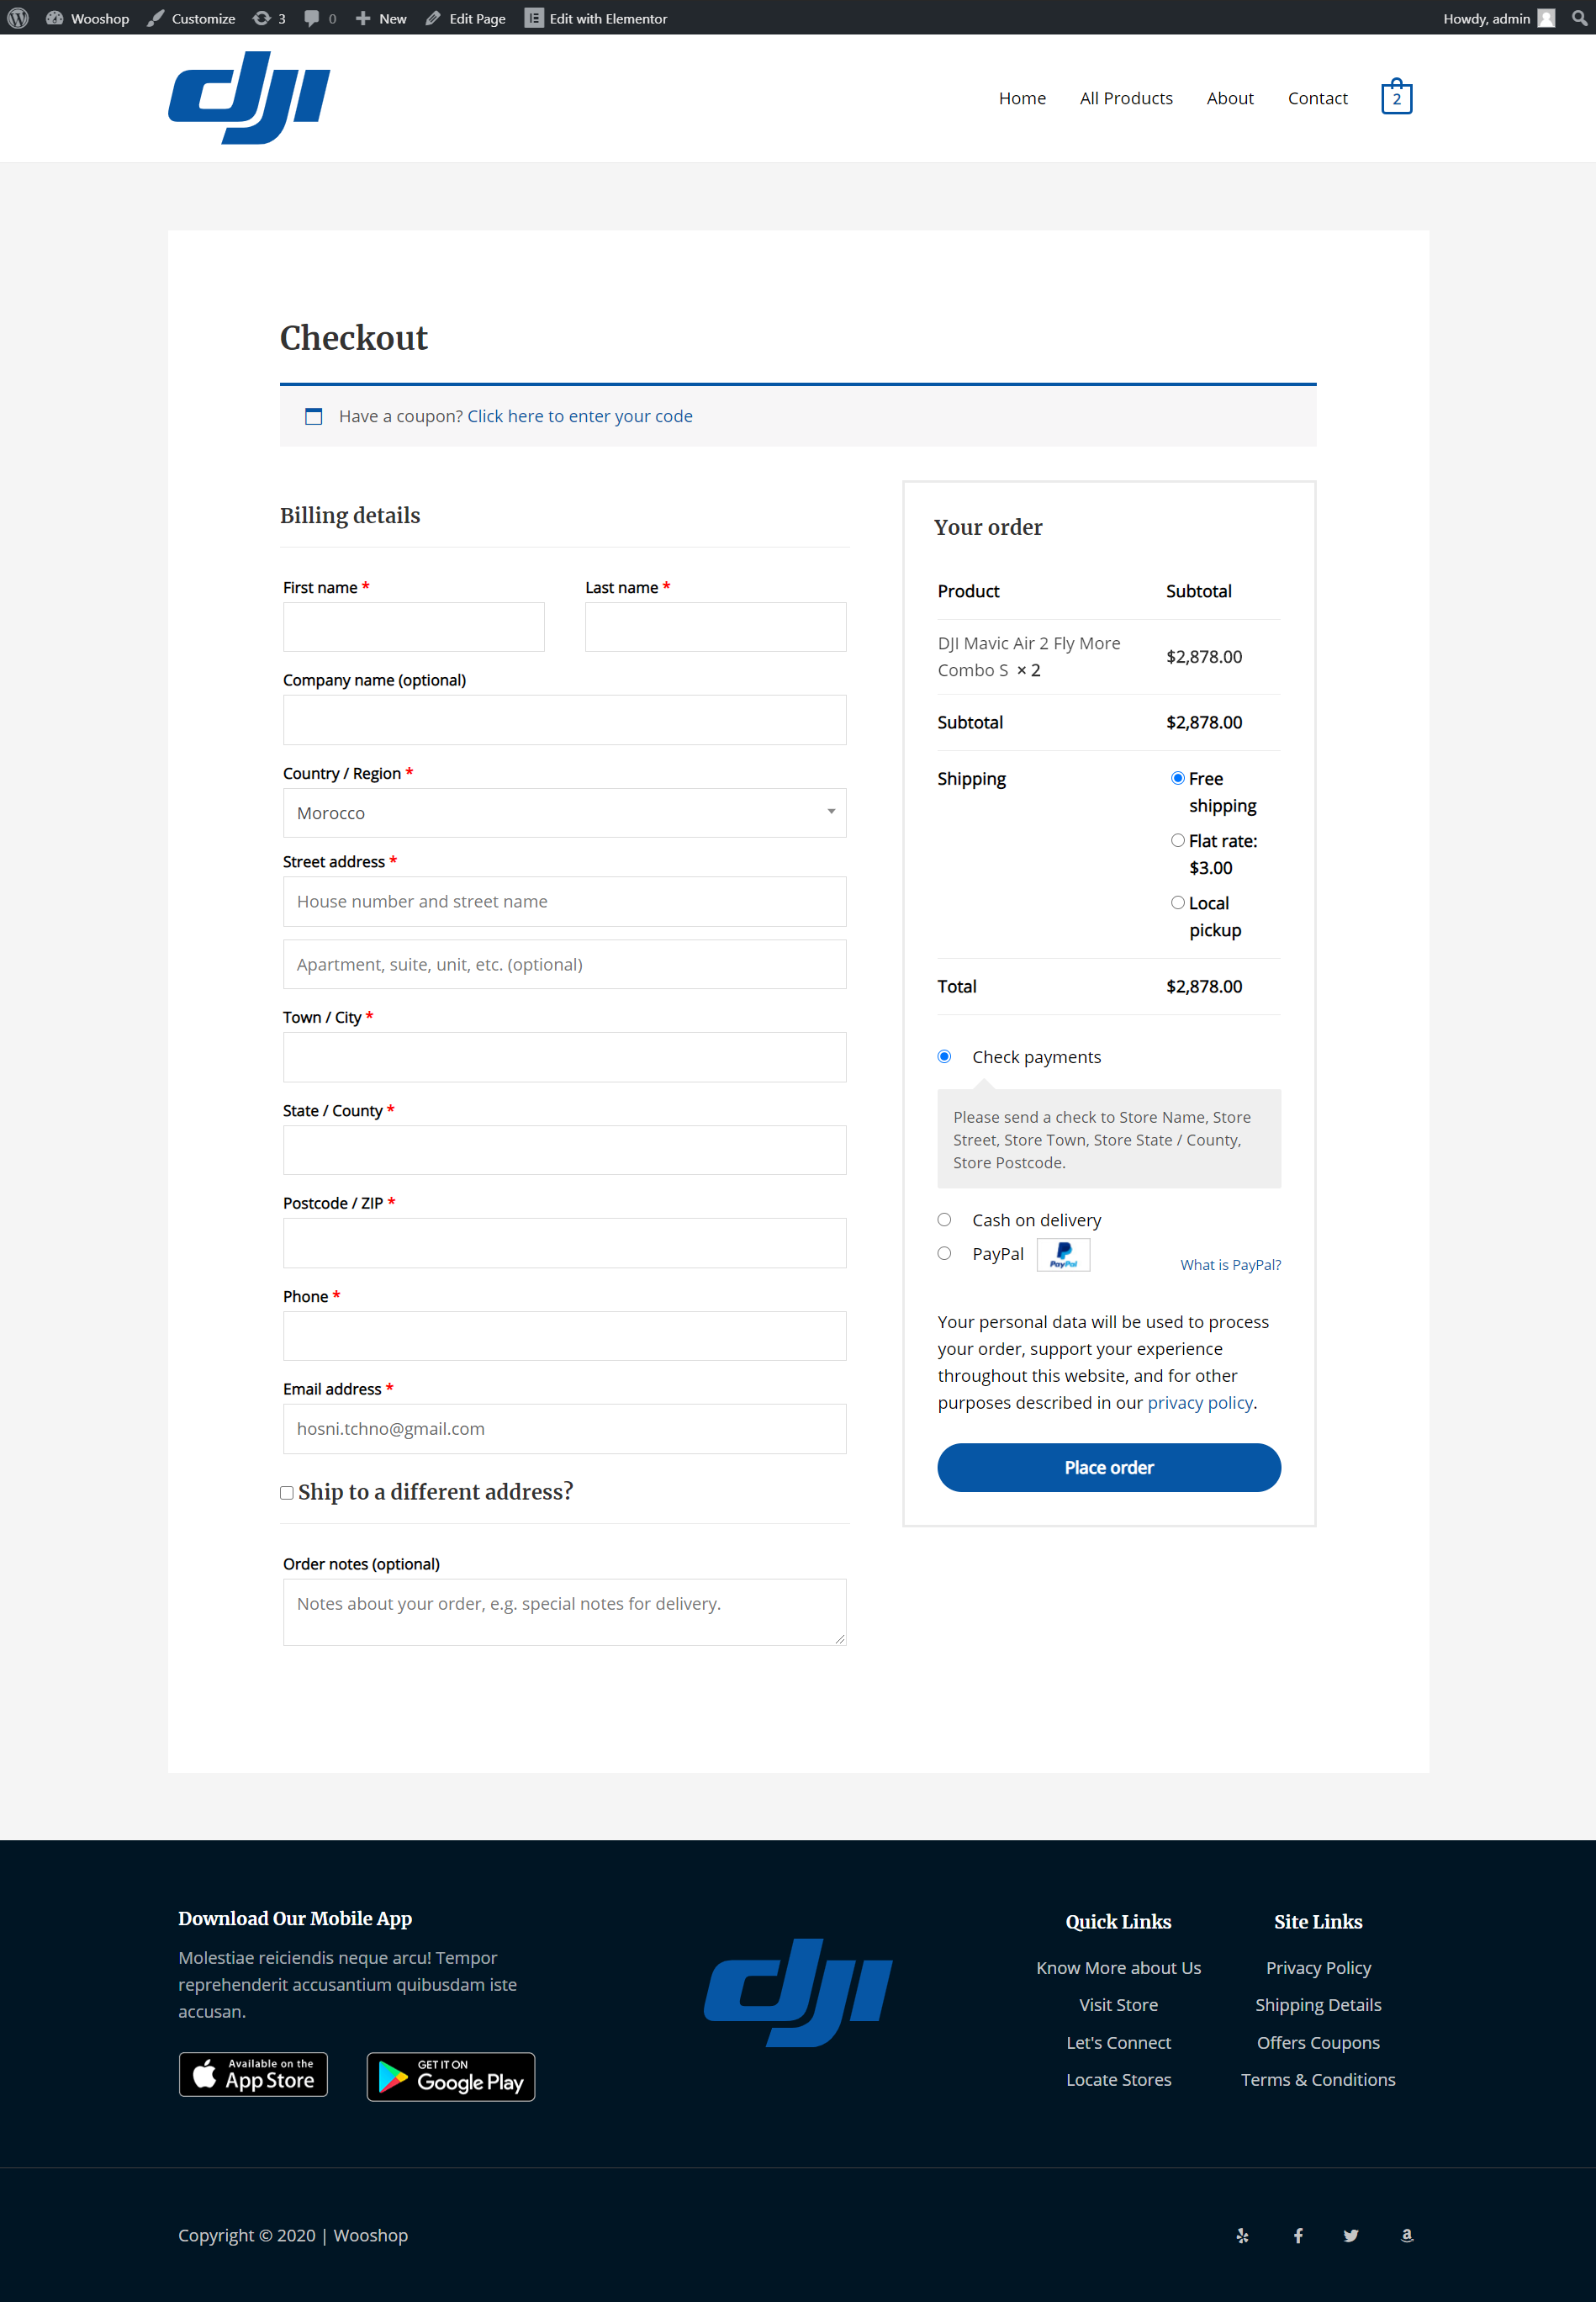 Wooshop Customize 3 0 New Edit Page Edit with Elementor Howdy, admin
dji Home All Products About Contact 2
Checkout
Have a coupon? Click here to enter your code
Billing details
First name * Last name *
Company name (optional)
Country / Region *
Morocco
Street address *
House number and street name
Apartment, suite, unit, etc. (optional)
Town / City *
State / County *
Postcode / ZIP *
Phone *
Email address *
hosni.tchno@gmail.com
Ship to a different address?
Order notes (optional)
Notes about your order, e.g. special notes for delivery.
Your order
Product Subtotal
DJI Mavic Air 2 Fly More
Combo S × 2 $2,878.00
Subtotal $2,878.00
Shipping Free
shipping
Flat rate:
$3.00
Local
pickup
Total $2,878.00
Check payments
Please send a check to Store Name, Store
Street, Store Town, Store State / County,
Store Postcode.
Cash on delivery
PayPal PayPal What is PayPal?
Your personal data will be used to process
your order, support your experience
throughout this website, and for other
purposes described in our privacy policy.
Place order
Download Our Mobile App
Molestiae reiciendis neque arcu! Tempor
reprehenderit accusantium quibusdam iste
accusan.
Available on the
App Store
GET IT ON
Google Play
dji
Quick Links
Know More about Us
Visit Store
Let's Connect
Locate Stores
Site Links
Privacy Policy
Shipping Details
Offers Coupons
Terms & Conditions
Copyright © 2020 | Wooshop